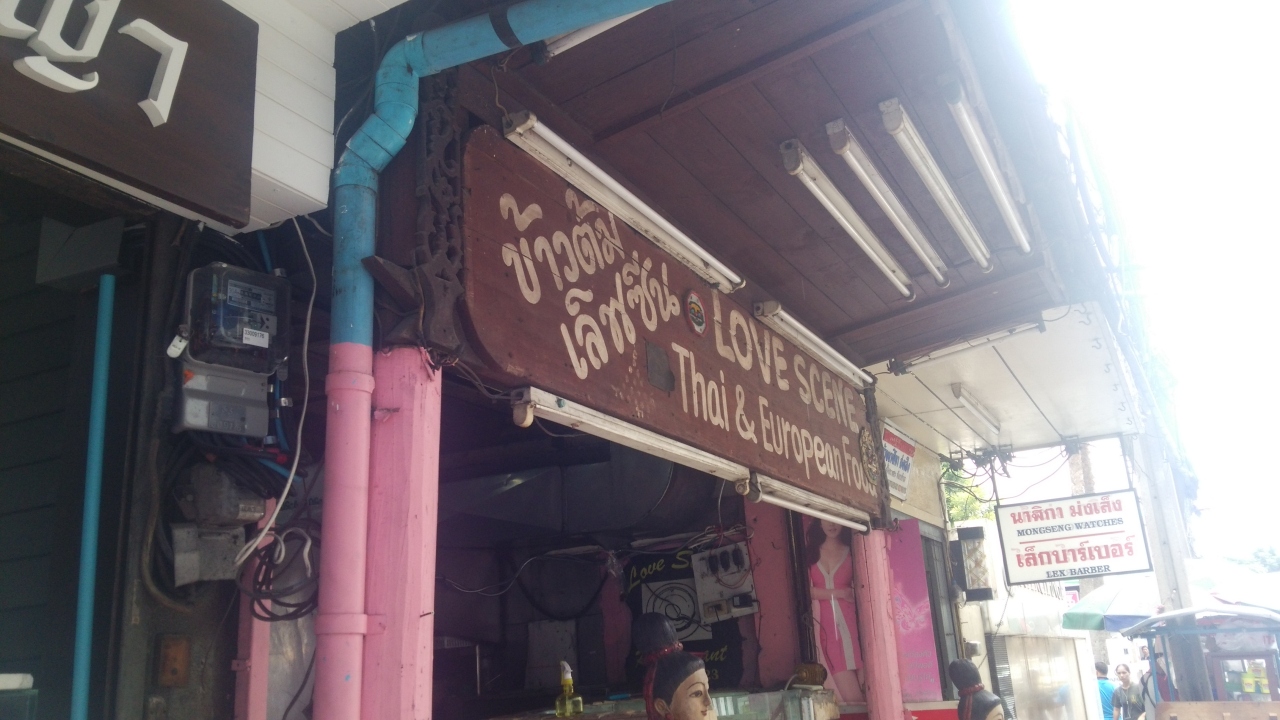 ข้าวต้ม
เลิฟซีน
LOVE SCENE
Thai & European Food
นาฬิกา ม่งเส็ง
MONGSENG WATCHES
เล็กบาร์เบอร์
LEX BARBER
Love S